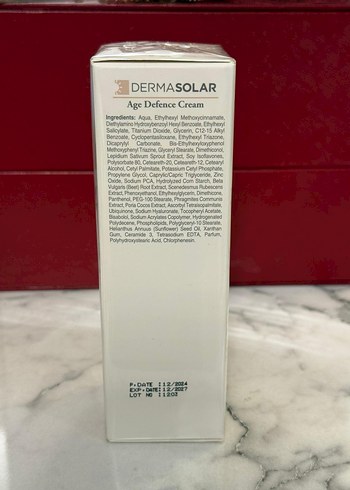 DERMASOLAR
Age Defence Cream
Ingredients: Aqua, Ethylhexyl Methoxycinnamate,
Diethylamino Hydroxybenzoyl Hexyl Benzoate, Ethylhexyl
Salicylate, Titanium Dioxide, Glycerin, C12-15 Alkyl
Benzoate, Cyclopentasiloxane, Ethylhexyl Triazone,
Dicaprylyl Carbonate, Bis-Ethylhexyloxyphenol
Methoxyphenyl Triazine, Glyceryl Stearate, Dimethiconol,
Lepidium Sativum Sprout Extract, Soy Isoflavones,
Polysorbate 80, Ceteareth-20, Ceteareth-12, Cetearyl
Alcohol, Cetyl Palmitate, Potassium Cetyl Phosphate,
Propylene Glycol, Caprylic/Capric Triglyceride, Zinc
Oxide, Sodium PCA, Hydrolyzed Corn Starch, Beta
Vulgaris (Beet) Root Extract, Scenedesmus Rubescens
Extract, Phenoxyethanol, Ethylhexylglycerin, Dimethicone,
Panthenol, PEG-100 Stearate, Phragmites Communis
Extract, Poria Cocos Extract, Ascorbyl Tetraisopalmitate,
Ubiquinone, Sodium Hyaluronate, Tocopheryl Acetate,
Bisabolol, Sodium Acrylates Copolymer, Hydrogenated
Polydecene, Phospholipids, Polyglyceryl-10 Stearate,
Helianthus Annuus (Sunflower) Seed Oil, Xanthan
Gum, Ceramide 3, Tetrasodium EDTA, Parfum,
Polyhydroxystearic Acid, Chlorphenesin
P.DATE :12/2024
EXP.DATE:12/2027
LOT NO :1203